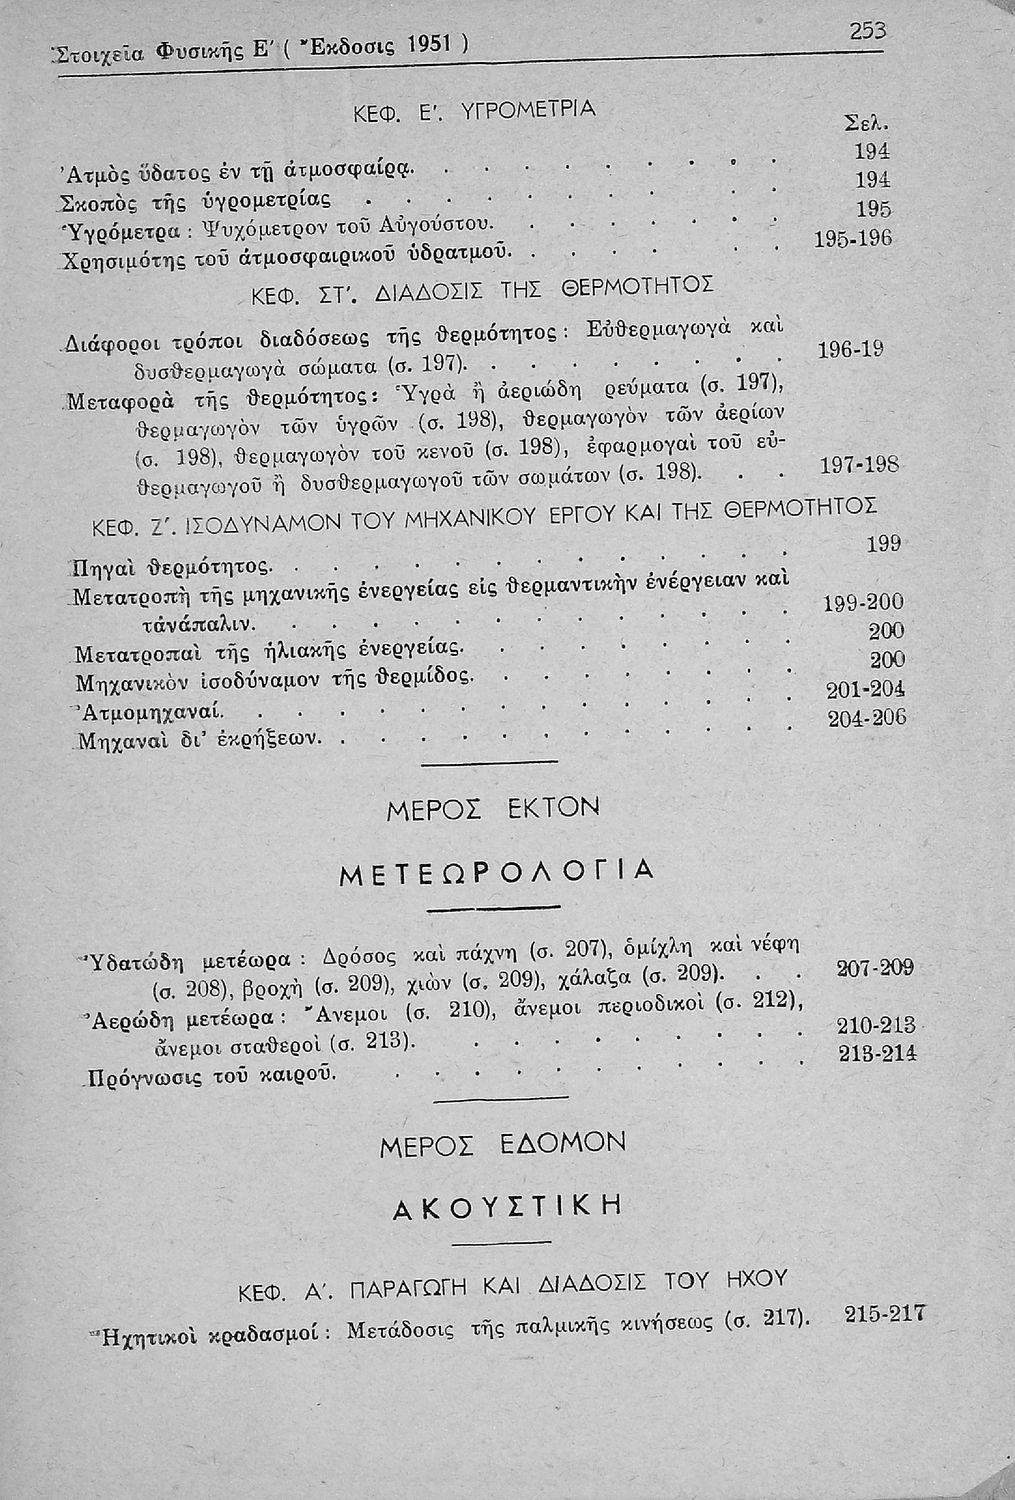 Στοιχεῖα Φυσικῆς Ε' ( Ἔκδοσις 1951 ) 253
ΚΕΦ. Ε'. ΥΓΡΟΜΕΤΡΙΑ
Σελ.
Ἀτμὸς ὕδατος ἐν τῇ ἀτμοσφαίρᾳ. . . . . . . . . . 194
Σκοπὸς τῆς ὑγρομετρίας . . . . . . . . . . . 194
Ὑγρόμετρα : Ψυχόμετρον τοῦ Αὐγούστου. . . . . . . . 195
Χρησιμότης τοῦ ἀτμοσφαιρικοῦ ὑδρατμοῦ. . . . . . . 195-196
ΚΕΦ. ΣΤ'. ΔΙΑΔΟΣΙΣ ΤΗΣ ΘΕΡΜΟΤΗΤΟΣ
Διάφοροι τρόποι διαδόσεως τῆς θερμότητος : Εὐθερμαγωγὰ καὶ
δυσθερμαγωγὰ σώματα (σ. 197). . . . . . . . . 196-19
Μεταφορὰ τῆς θερμότητος : Ὑγρὰ ἢ ἀεριώδη ρεύματα (σ. 197),
θερμαγωγὸν τῶν ὑγρῶν (σ. 198), θερμαγωγὸν τῶν ἀερίων
(σ. 198), θερμαγωγὸν τοῦ κενοῦ (σ. 198), ἐφαρμογαὶ τοῦ εὐ-
θερμαγωγοῦ ἢ δυσθερμαγωγοῦ τῶν σωμάτων (σ. 198). . . 197-198
ΚΕΦ. Ζ'. ΙΣΟΔΥΝΑΜΟΝ ΤΟΥ ΜΗΧΑΝΙΚΟΥ ΕΡΓΟΥ ΚΑΙ ΤΗΣ ΘΕΡΜΟΤΗΤΟΣ
Πηγαὶ θερμότητος. . . . . . . . . . . . . . 199
Μετατροπὴ τῆς μηχανικῆς ἐνεργείας εἰς θερμαντικὴν ἐνέργειαν καὶ
τἀνάπαλιν. . . . . . . . . . . . . . 199-200
Μετατροπαὶ τῆς ἡλιακῆς ἐνεργείας. . . . . . . . . 200
Μηχανικὸν ἰσοδύναμον τῆς θερμίδος. . . . . . . . . 200
Ἀτμομηχαναί. . . . . . . . . . . . . . . 201-204
Μηχαναὶ δι' ἐκρήξεων. . . . . . . . . . . . . 204-206
ΜΕΡΟΣ ΕΚΤΟΝ
ΜΕΤΕΩΡΟΛΟΓΙΑ
Ὑδατώδη μετέωρα : Δρόσος καὶ πάχνη (σ. 207), ὁμίχλη καὶ νέφη
(σ. 208), βροχὴ (σ. 209), χιὼν (σ. 209), χάλαζα (σ. 209). . . 207-209
Ἀερώδη μετέωρα : Ἄνεμοι (σ. 210), ἄνεμοι περιοδικοὶ (σ. 212),
ἄνεμοι σταθεροὶ (σ. 213). . . . . . . . . . 210-213
Πρόγνωσις τοῦ καιροῦ. . . . . . . . . . . . 213-214
ΜΕΡΟΣ ΕΔΟΜΟΝ
ΑΚΟΥΣΤΙΚΗ
ΚΕΦ. Α'. ΠΑΡΑΓΩΓΗ ΚΑΙ ΔΙΑΔΟΣΙΣ ΤΟΥ ΗΧΟΥ
Ἠχητικοὶ κραδασμοί : Μετάδοσις τῆς παλμικῆς κινήσεως (σ. 217). 215-217